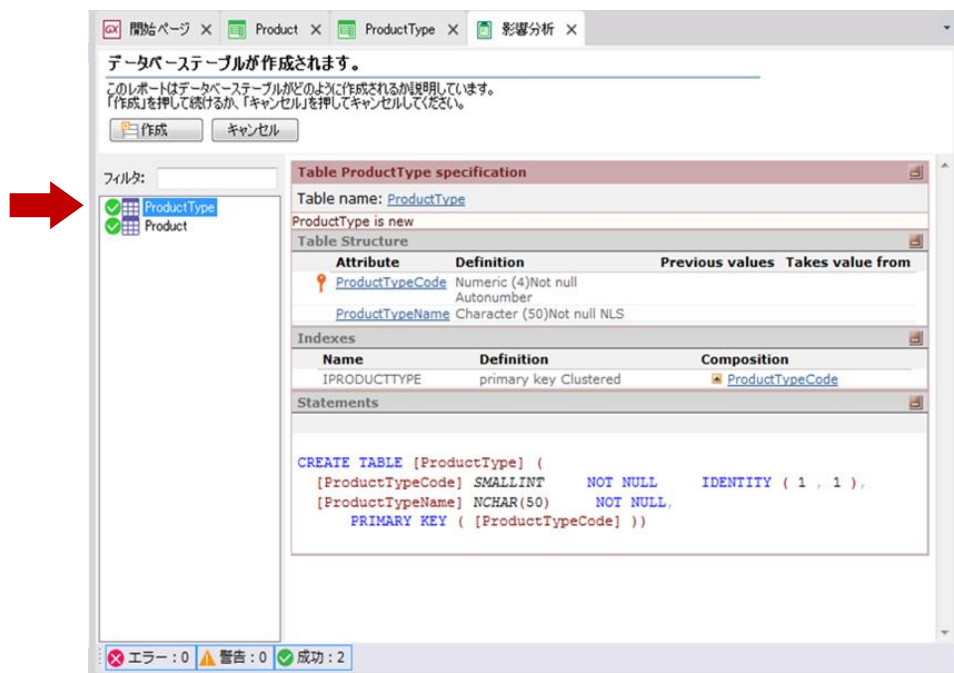 GX 開始ページ × Product × ProductType × 影響分析 ×
データベーステーブルが作成されます。
このレポートはデータベーステーブルがどのように作成されるか説明しています。
「作成」を押して続けるか、「キャンセル」を押してキャンセルしてください。
作成 キャンセル
フィルタ:
ProductType
Product
Table ProductType specification
Table name: ProductType
ProductType is new
Table Structure
Attribute Definition Previous values Takes value from
ProductTypeCode Numeric (4)Not null
Autonumber
ProductTypeName Character (50)Not null NLS
Indexes
Name Definition Composition
IPRODUCTTYPE primary key Clustered ProductTypeCode
Statements
CREATE TABLE [ProductType] (
[ProductTypeCode] SMALLINT NOT NULL IDENTITY ( 1 , 1 ),
[ProductTypeName] NCHAR(50) NOT NULL,
PRIMARY KEY ( [ProductTypeCode] ))
エラー : 0 警告 : 0 成功 : 2